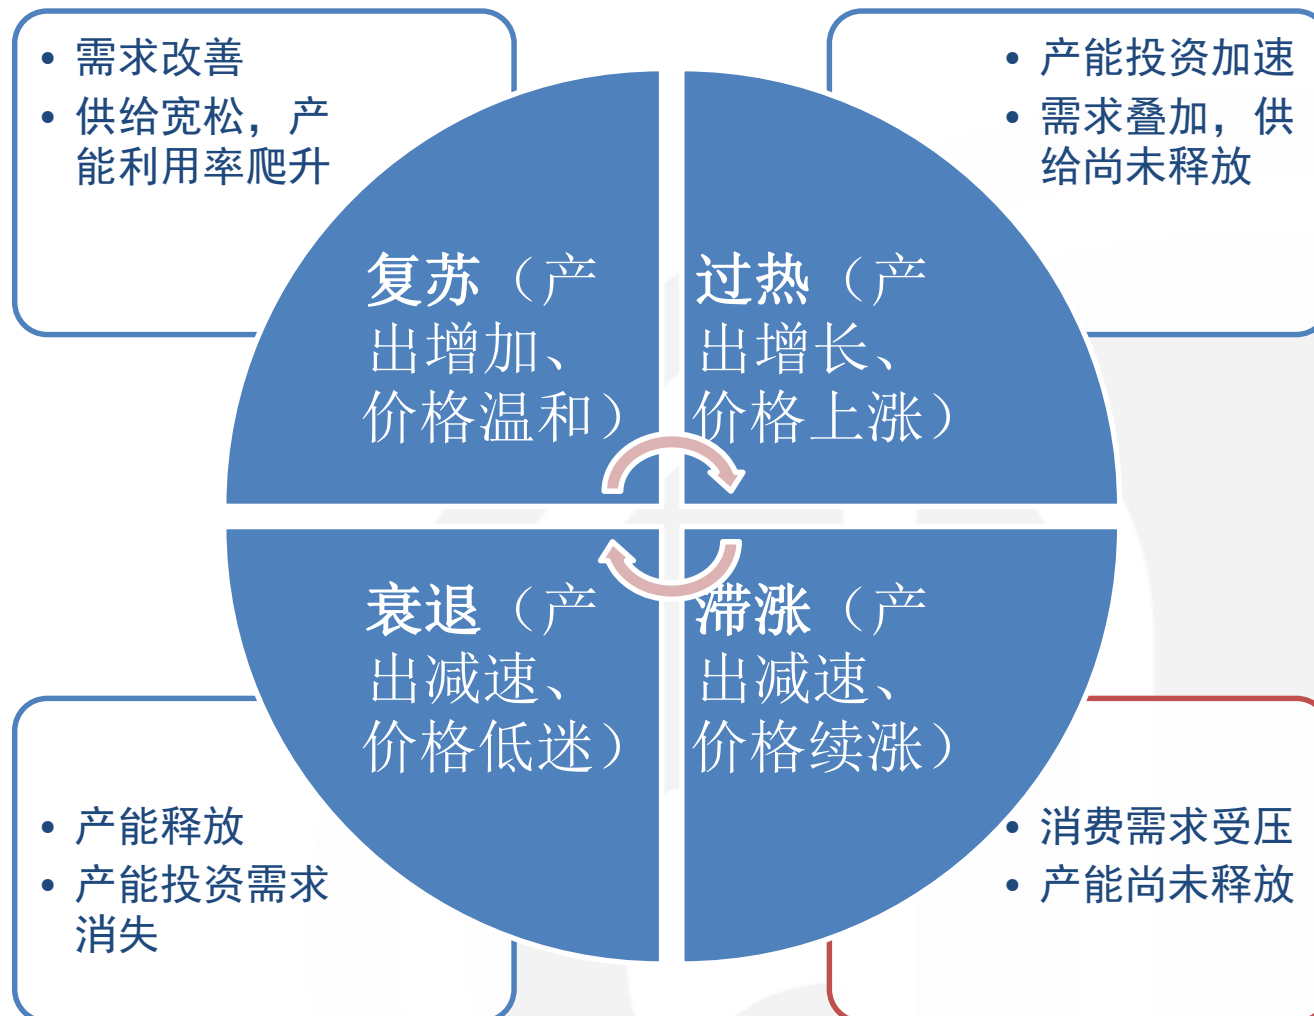 • 需求改善
• 供给宽松，产
能利用率爬升
• 产能投资加速
• 需求叠加，供
给尚未释放
复苏（产
出增加、
价格温和）
过热（产
出增长、
价格上涨）
衰退（产
出减速、
价格低迷）
滞涨（产
出减速、
价格续涨）
• 产能释放
• 产能投资需求
消失
• 消费需求受压
• 产能尚未释放